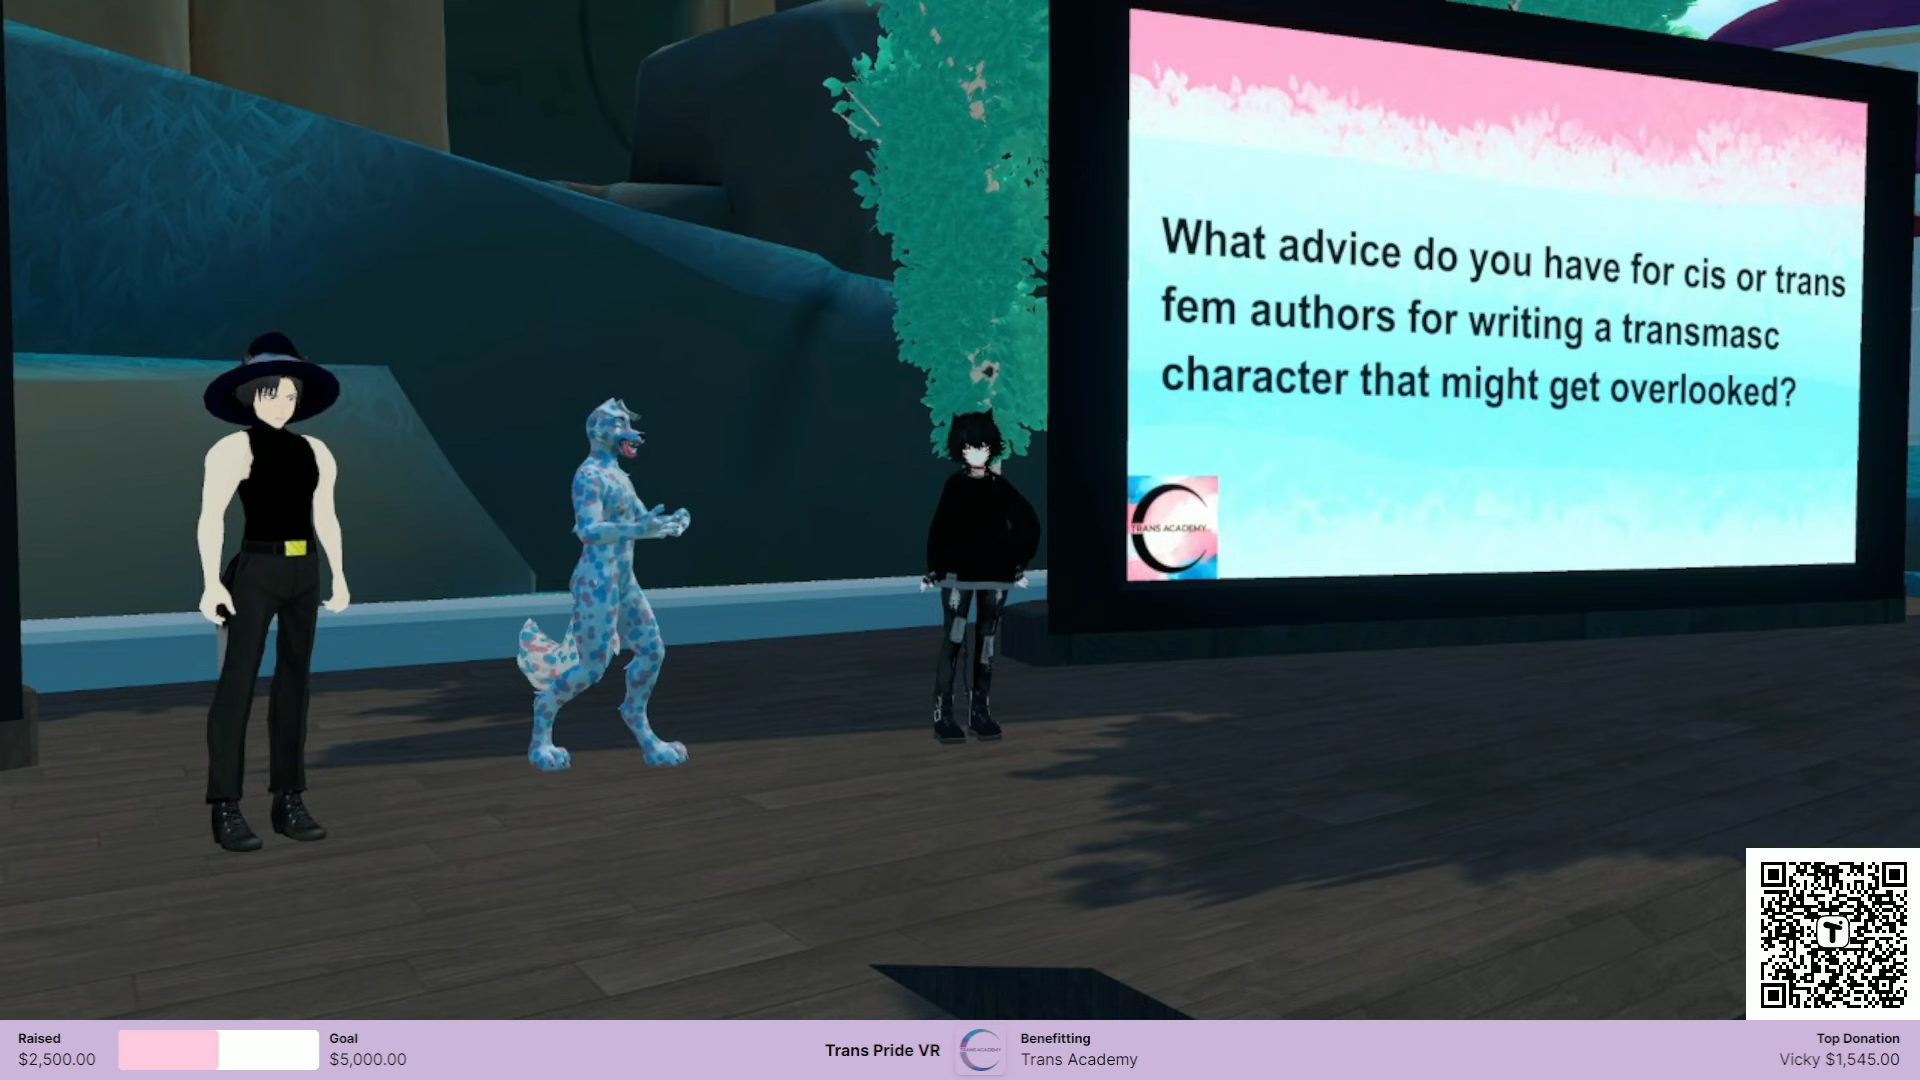 What advice do you have for cis or trans
fem authors for writing a transmasc
character that might get overlooked?
TRANS ACADEMY
T
Raised
$2,500.00
Goal
$5,000.00
Trans Pride VR
TRANS ACADEMY
Benefitting
Trans Academy
Top Donation
Vicky $1,545.00